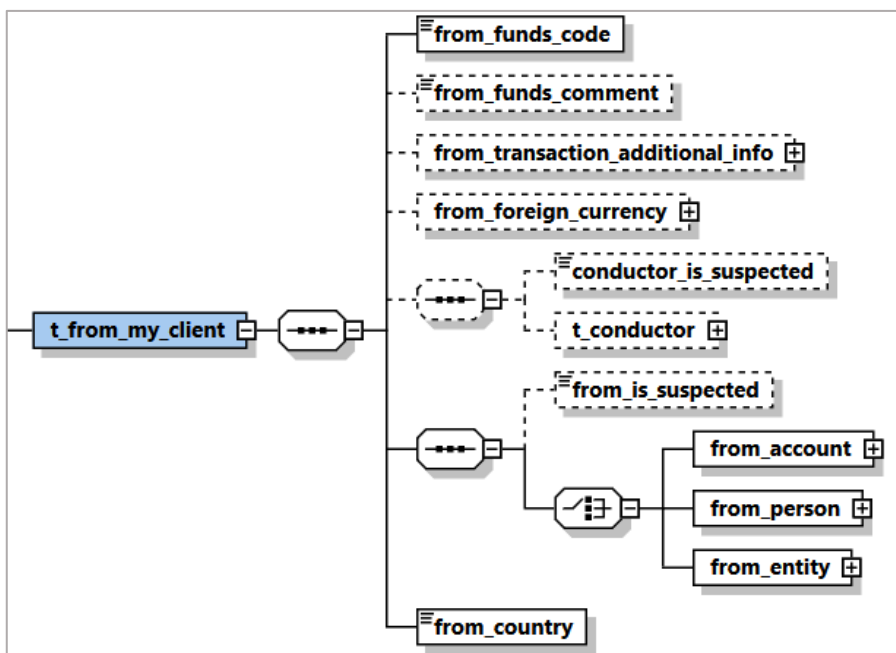 from_funds_code
from_funds_comment
from_transaction_additional_info
from_foreign_currency
conductor_is_suspected
t_from_my_client
t_conductor
from_is_suspected
from_account
from_person
from_entity
from_country